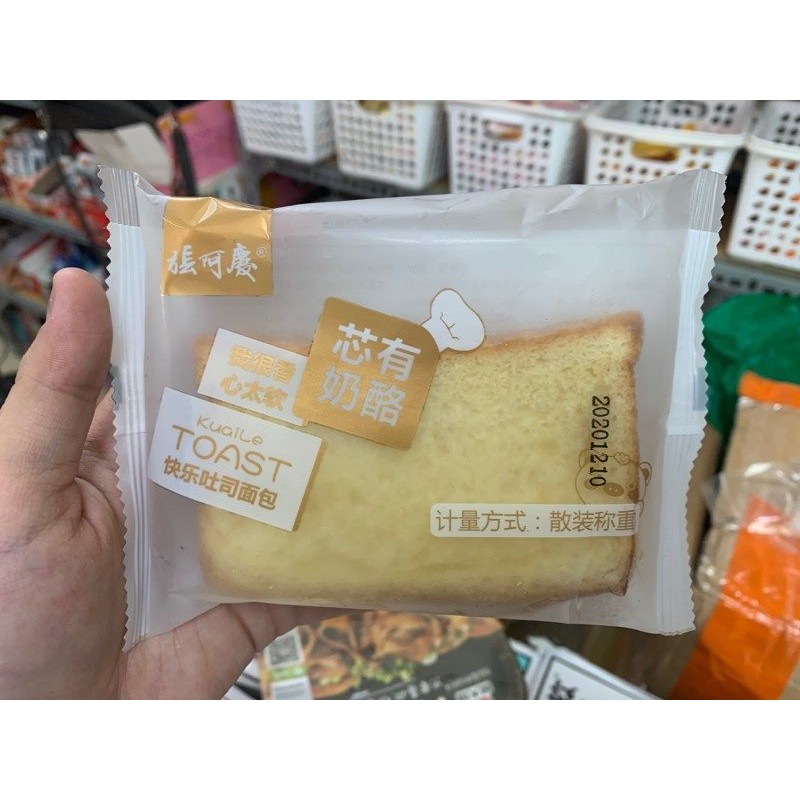 張阿慶®
芯有
奶酪
我很香
心太软
KuaiLe
TOAST
快乐吐司面包
20201210
计量方式：散装称重